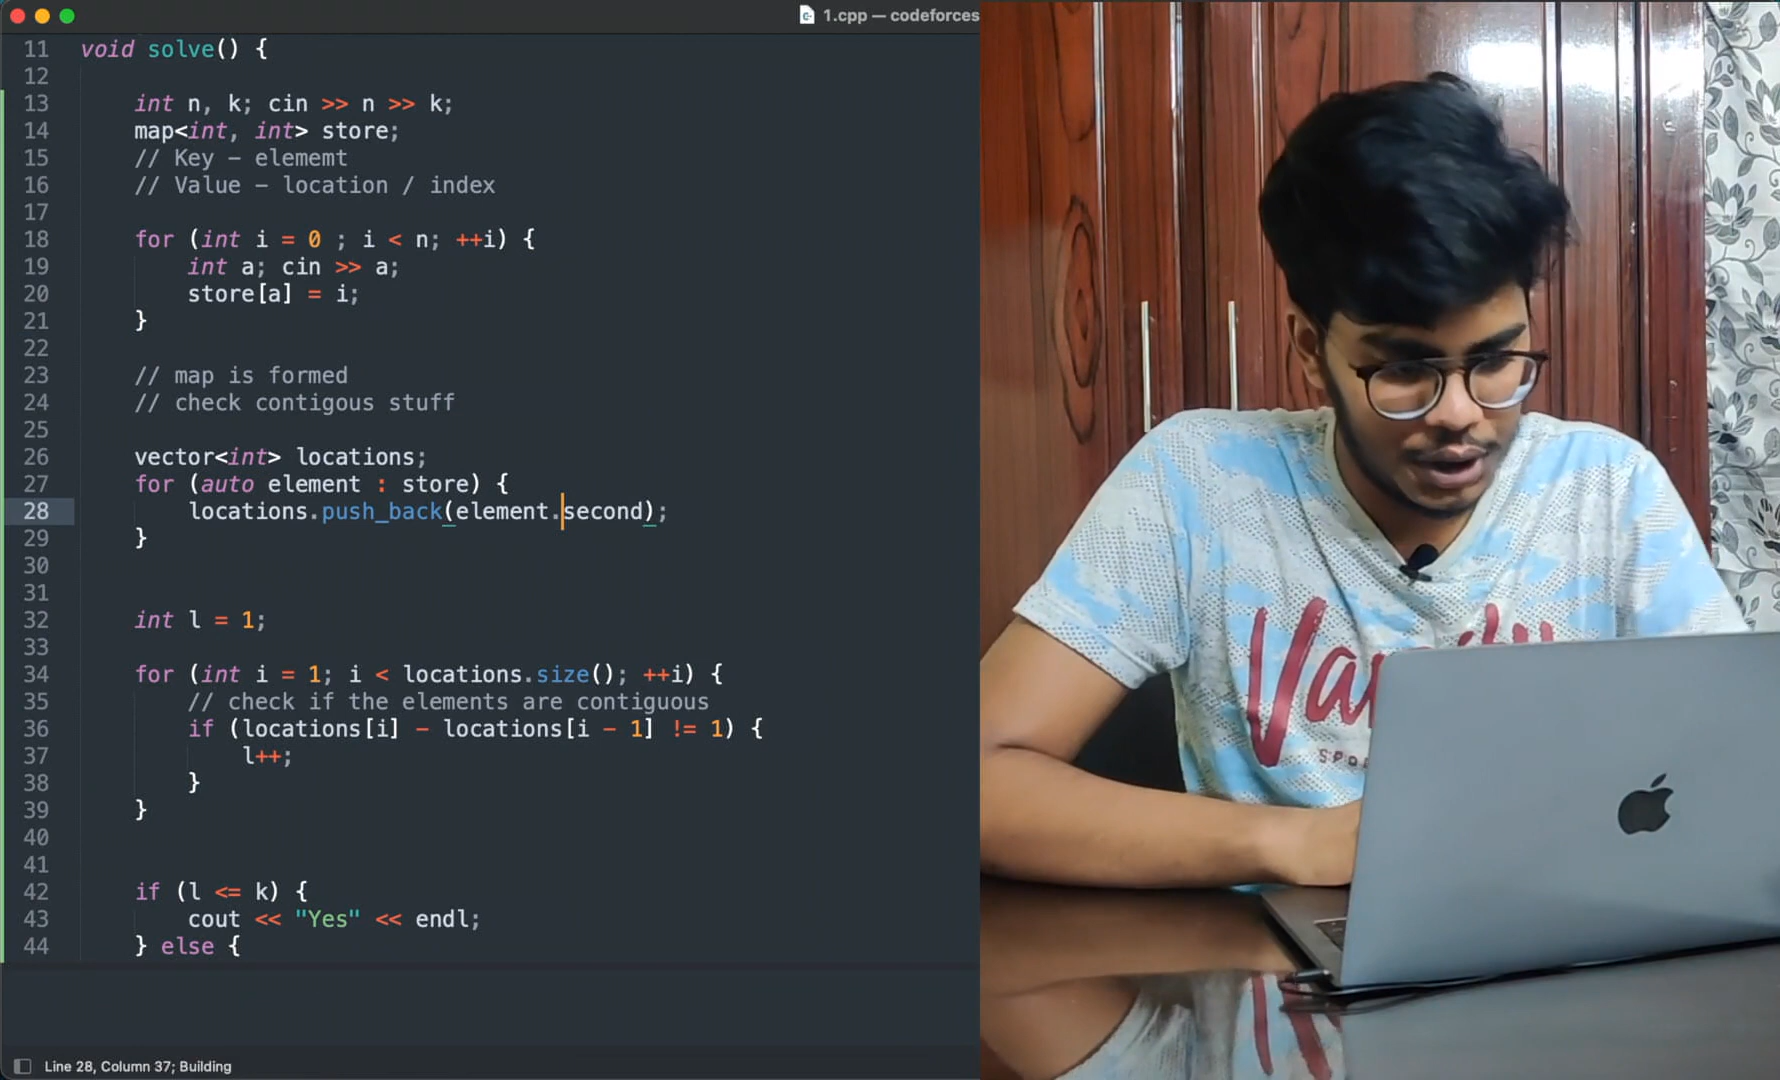 1.cpp — codeforces
11 void solve() {
12
13 int n, k; cin >> n >> k;
14 map<int, int> store;
15 // Key - elememt
16 // Value - location / index
17
18 for (int i = 0 ; i < n; ++i) {
19 int a; cin >> a;
20 store[a] = i;
21 }
22
23 // map is formed
24 // check contigous stuff
25
26 vector<int> locations;
27 for (auto element : store) {
28 locations.push_back(element.second);
29 }
30
31
32 int l = 1;
33
34 for (int i = 1; i < locations.size(); ++i) {
35 // check if the elements are contiguous
36 if (locations[i] - locations[i - 1] != 1) {
37 l++;
38 }
39 }
40
41
42 if (l <= k) {
43 cout << "Yes" << endl;
44 } else {
Line 28, Column 37; Building